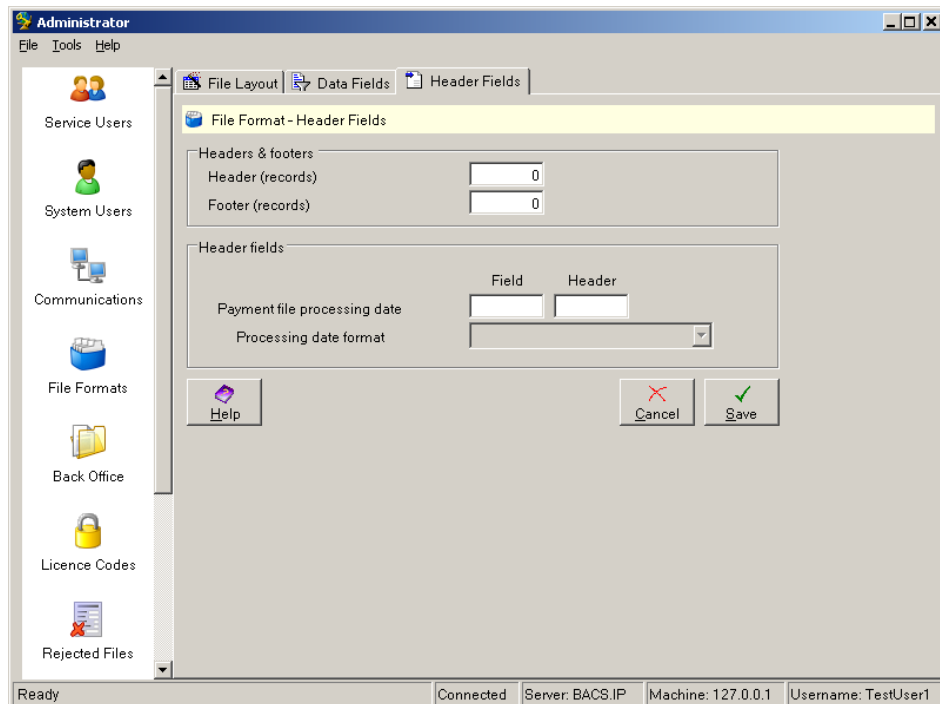 Administrator
File Tools Help
Service Users
System Users
Communications
File Formats
Back Office
Licence Codes
Rejected Files
File Layout Data Fields Header Fields
File Format - Header Fields
Headers & footers
Header (records) 0
Footer (records) 0
Header fields
Field Header
Payment file processing date
Processing date format
Help Cancel Save
Ready Connected Server: BACS.IP Machine: 127.0.0.1 Username: TestUser1